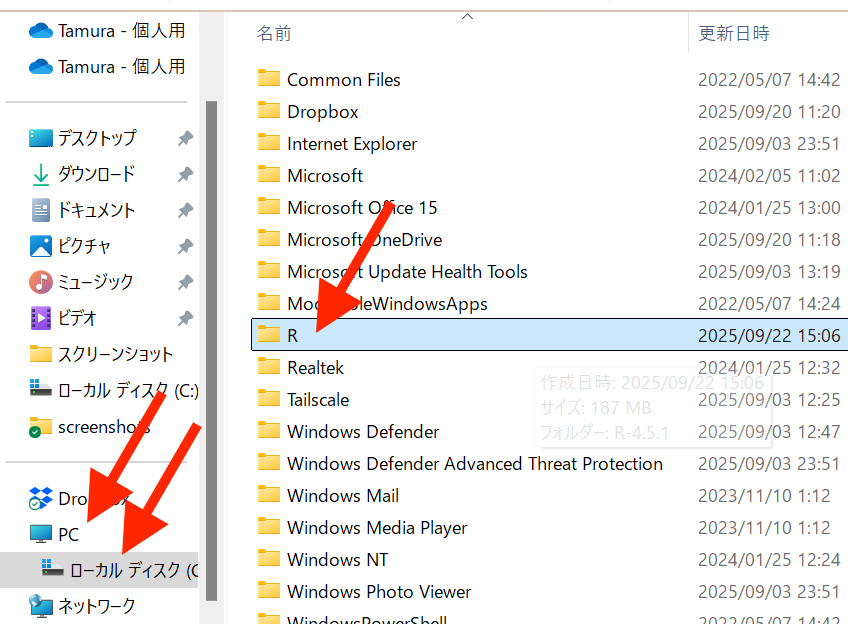 Tamura - 個人用
Tamura - 個人用
デスクトップ
ダウンロード
ドキュメント
ピクチャ
ミュージック
ビデオ
スクリーンショット
ローカル ディスク (C:)
screenshots
PC
ローカル ディスク (C
ネットワーク
名前 更新日時
Common Files 2022/05/07 14:42
Dropbox 2025/09/20 11:20
Internet Explorer 2025/09/03 23:51
Microsoft 2024/02/05 11:02
Microsoft Office 15 2024/01/25 13:00
Microsoft OneDrive 2025/09/20 11:18
Microsoft Update Health Tools 2025/09/03 13:19
2022/05/07 14:24
R 2025/09/22 15:06
Realtek 2024/01/25 12:32
Tailscale 2025/09/03 12:25
Windows Defender 2025/09/03 12:47
Windows Defender Advanced Threat Protection 2025/09/03 23:51
Windows Mail 2023/11/10 1:12
Windows Media Player 2023/11/10 1:12
Windows NT 2024/01/25 12:24
Windows Photo Viewer 2025/09/03 23:51
WindowsPowerShell 2022/05/07 14:42
作成日時: 2025/09/22 15:06
サイズ: 187 MB
フォルダー: R-4.5.1